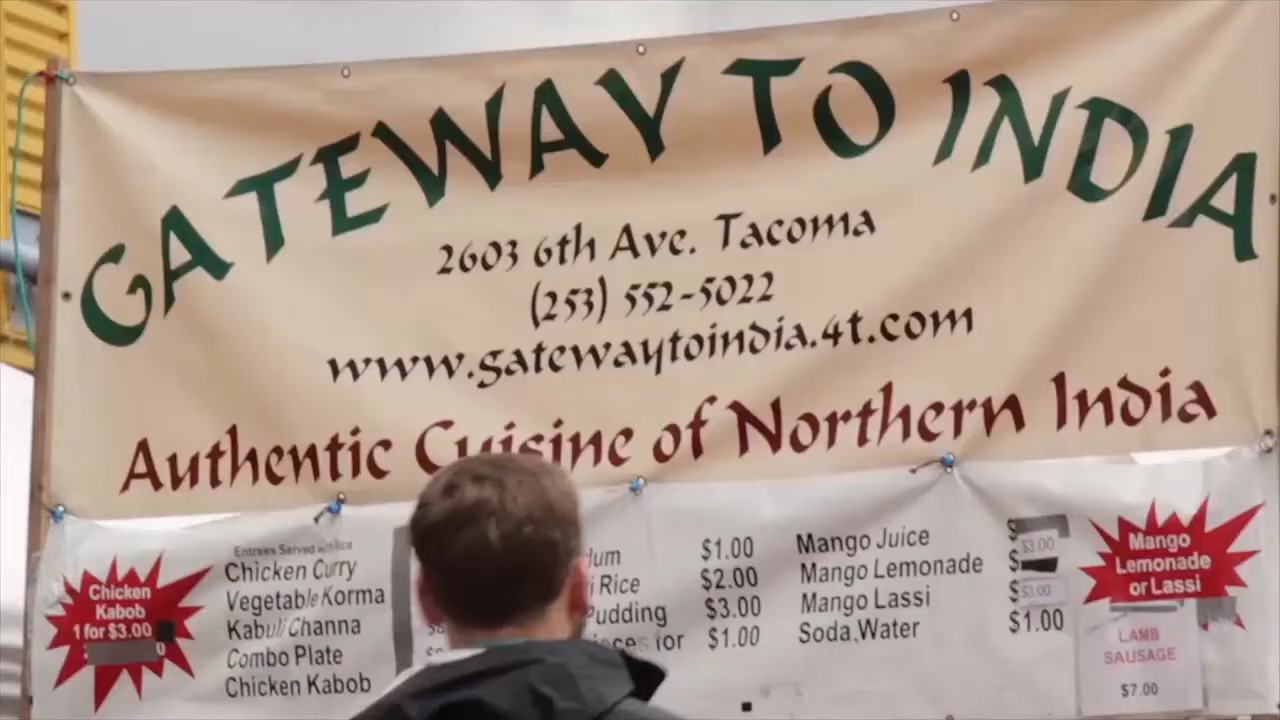 GATEWAY TO INDIA
2603 6th Ave. Tacoma
(253) 552-5022
www.gatewaytoindia.4t.com
Authentic Cuisine of Northern India
Chicken
Kabob
1 for $3.00
Entrees Served with Rice
Chicken Curry
Vegetable Korma
Kabuli Channa
Combo Plate
Chicken Kabob
$1.00
Rice $2.00
Pudding $3.00
for $1.00
Mango Juice $3.00
Mango Lemonade
Mango Lassi $3.00
Soda,Water $1.00
Mango
Lemonade
or Lassi
LAMB
SAUSAGE
$7.00